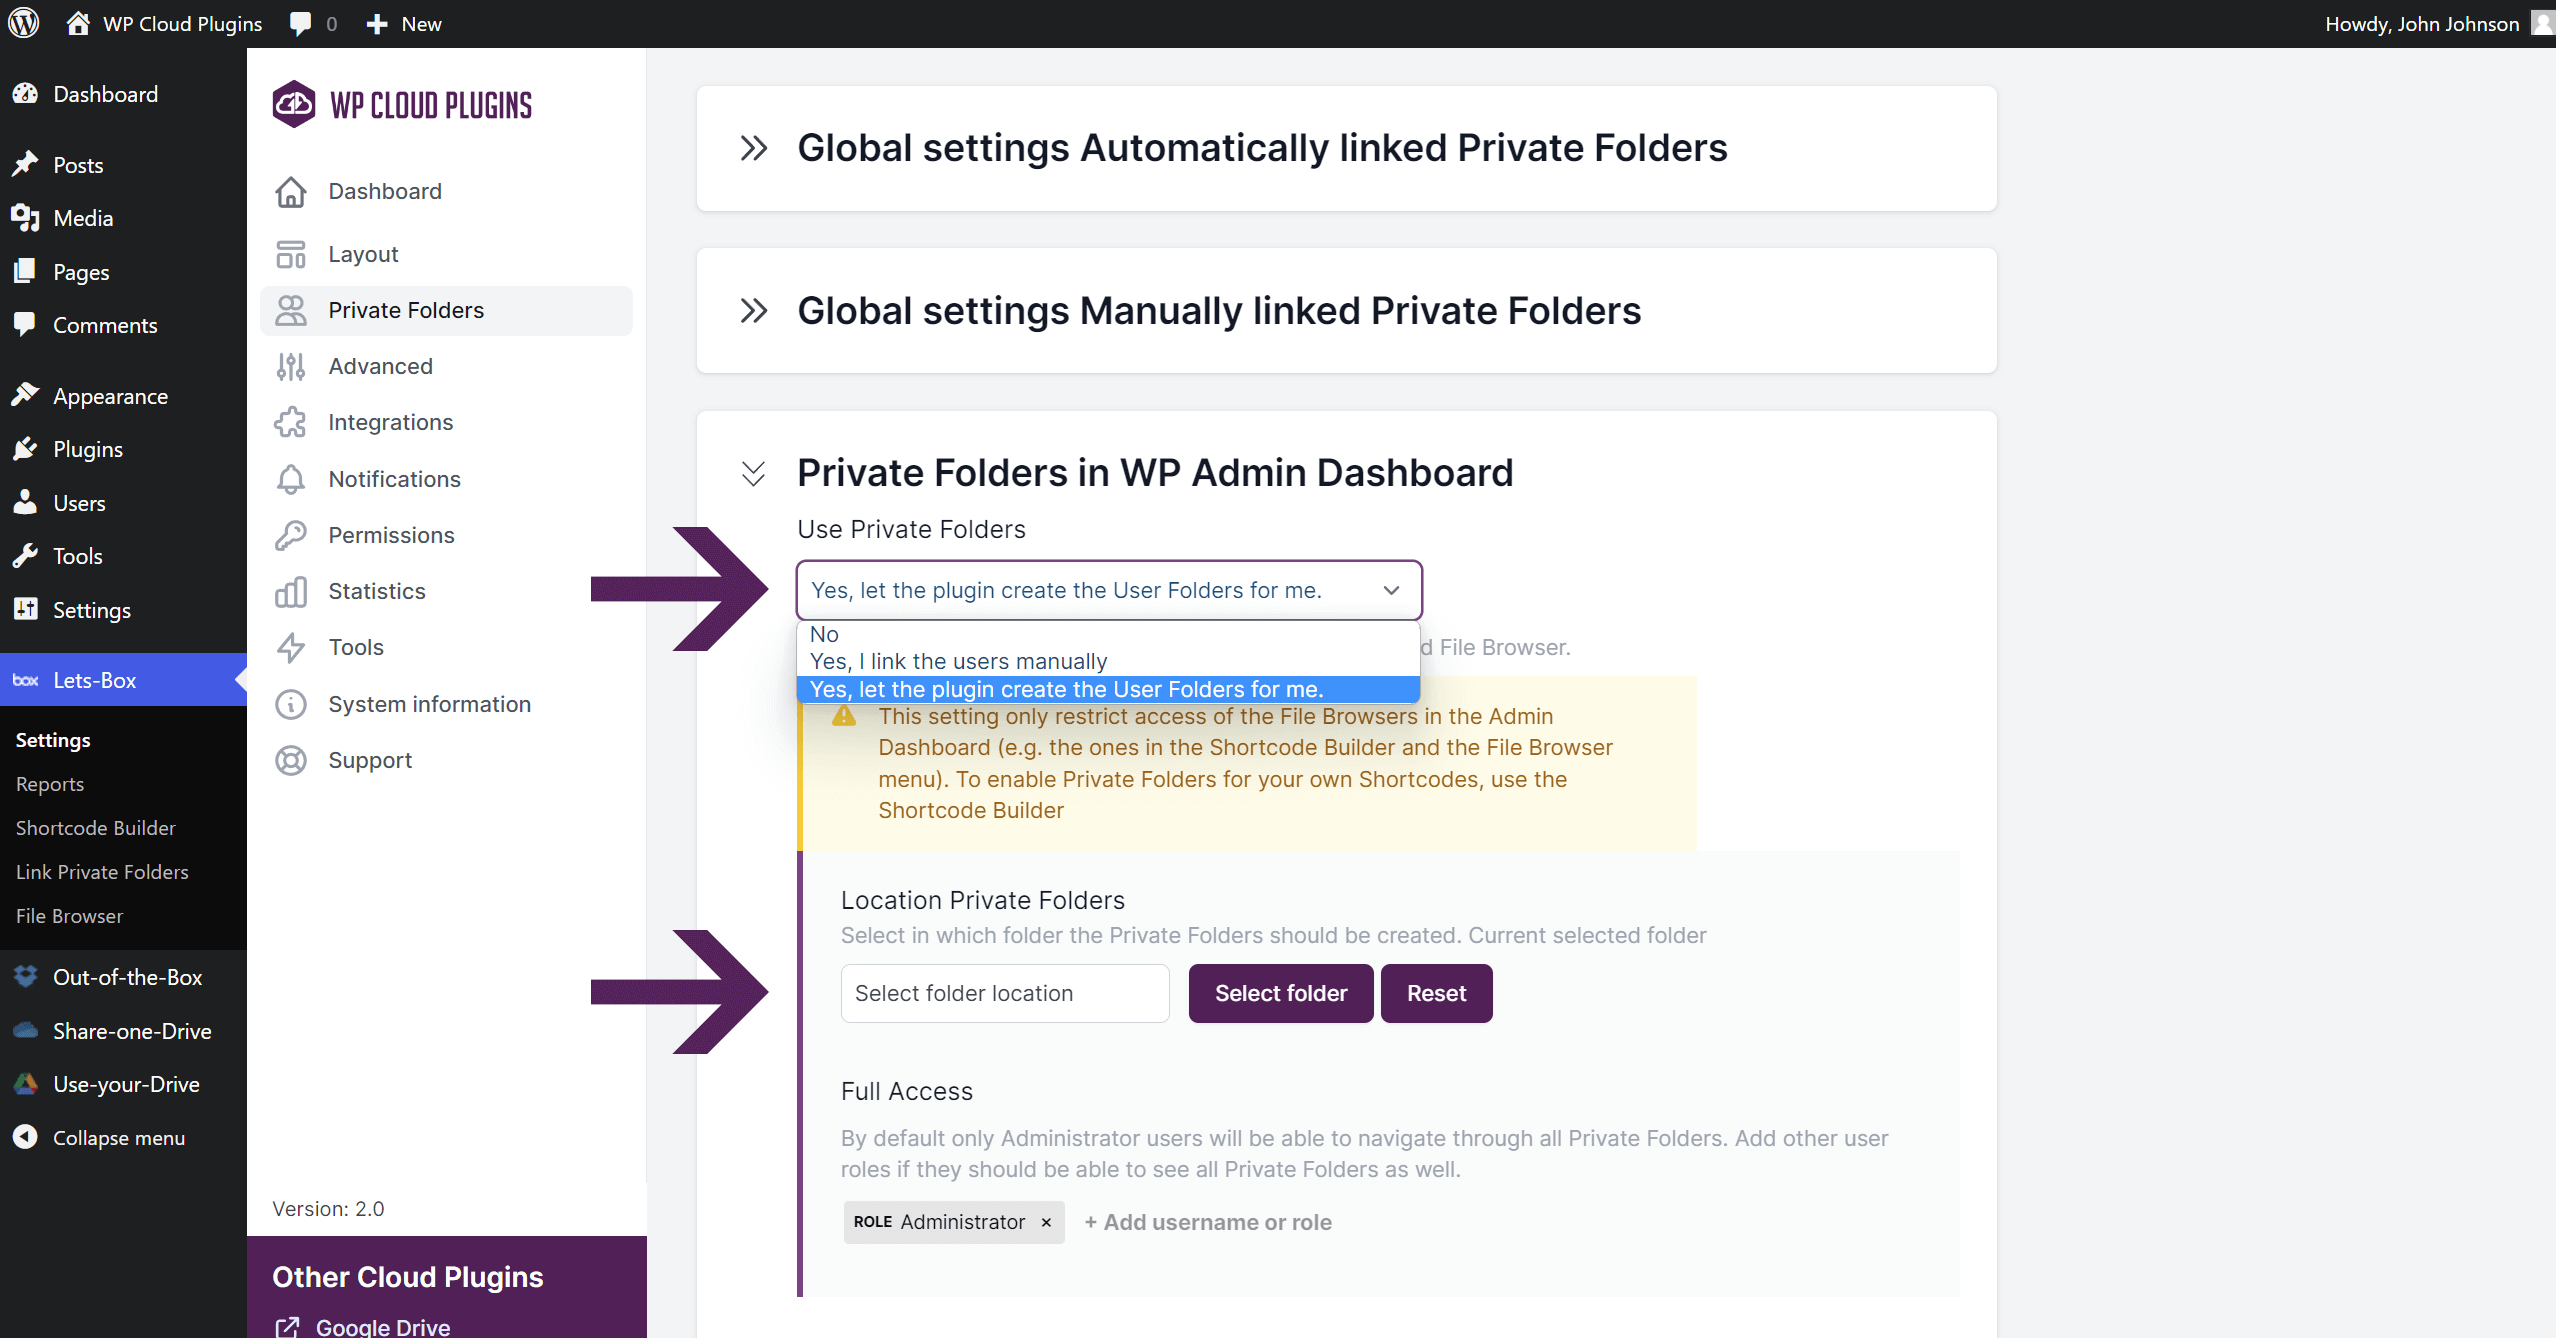 WP Cloud Plugins
0
New
Howdy, John Johnson
Dashboard
Posts
Media
Pages
Comments
Appearance
Plugins
Users
Tools
Settings
box
Lets-Box
Settings
Reports
Shortcode Builder
Link Private Folders
File Browser
Out-of-the-Box
Share-one-Drive
Use-your-Drive
Collapse menu
WP CLOUD PLUGINS
Dashboard
Layout
Private Folders
Advanced
Integrations
Notifications
Permissions
Statistics
Tools
System information
Support
Version: 2.0
Other Cloud Plugins
Google Drive
Global settings Automatically linked Private Folders
Global settings Manually linked Private Folders
Private Folders in WP Admin Dashboard
Use Private Folders
Yes, let the plugin create the User Folders for me.
No
d File Browser.
Yes, I link the users manually
Yes, let the plugin create the User Folders for me.
This setting only restrict access of the File Browsers in the Admin
Dashboard (e.g. the ones in the Shortcode Builder and the File Browser
menu). To enable Private Folders for your own Shortcodes, use the
Shortcode Builder
Location Private Folders
Select in which folder the Private Folders should be created. Current selected folder
Select folder location
Select folder
Reset
Full Access
By default only Administrator users will be able to navigate through all Private Folders. Add other user
roles if they should be able to see all Private Folders as well.
ROLE Administrator ×
+ Add username or role